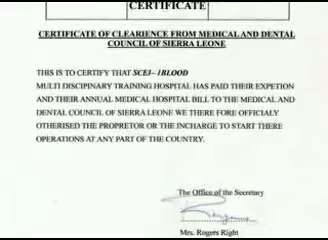 CERTIFICATE
CERTIFICATE OF CLEARIENCE FROM MEDICAL AND DENTAL
COUNCIL OF SIERRA LEONE
THIS IS TO CERTIFY THAT SCEI-1BLOOD
MULTI DISCIPINARY TRAINING HOSPITAL HAS PAID THEIR EXPETION
AND THEIR ANNUAL MEDICAL HOSPITAL BILL TO THE MEDICAL AND
DENTAL COUNCIL OF SIERRA LEONE WE THERE FORE OFFICIALY
OTHERISED THE PROPRETOR OR THE INCHARGE TO START THERE
OPERATIONS AT ANY PART OF THE COUNTRY.
The Office of the Secretary
Mrs. Rogers Right